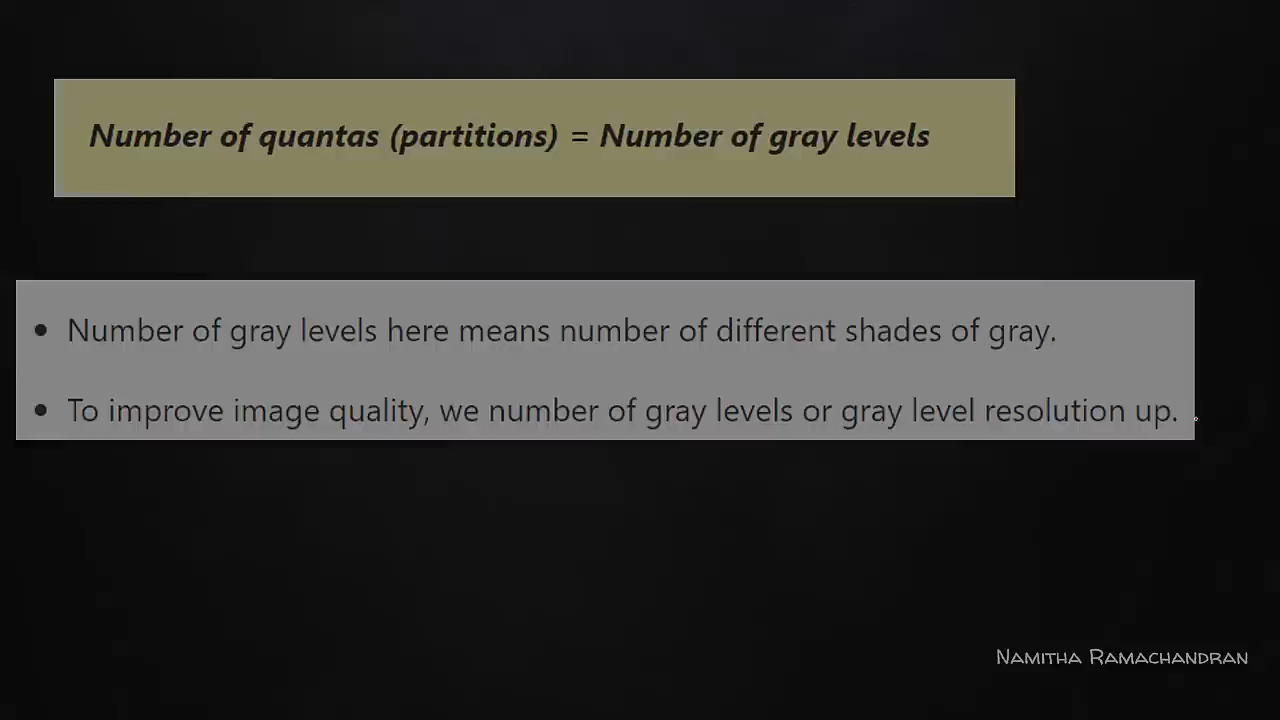 Number of quantas (partitions) = Number of gray levels
• Number of gray levels here means number of different shades of gray.
• To improve image quality, we number of gray levels or gray level resolution up.
Namitha Ramachandran